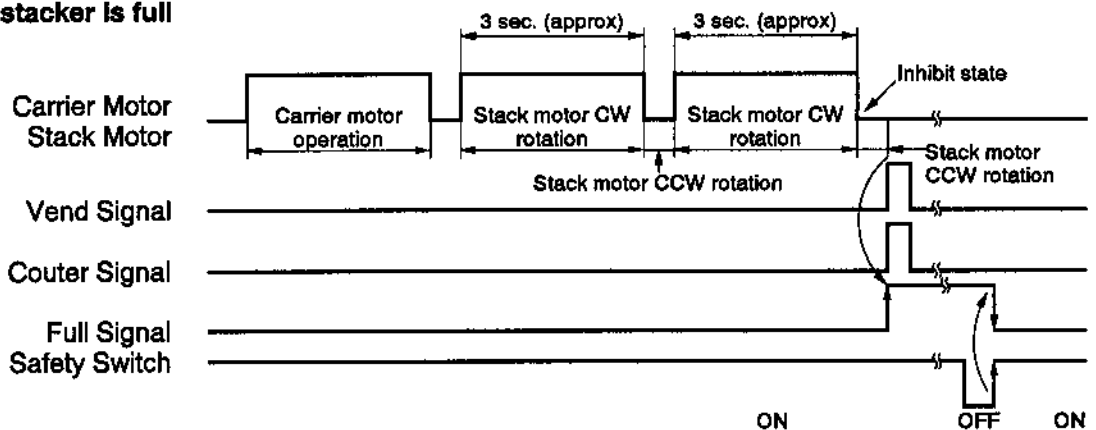 stacker is full
3 sec. (approx)
3 sec. (approx)
Inhibit state
Carrier Motor
Stack Motor
Carrier motor
operation
Stack motor CW
rotation
Stack motor CW
rotation
Stack motor CCW rotation
Stack motor
CCW rotation
Vend Signal
Couter Signal
Full Signal
Safety Switch
ON
OFF
ON